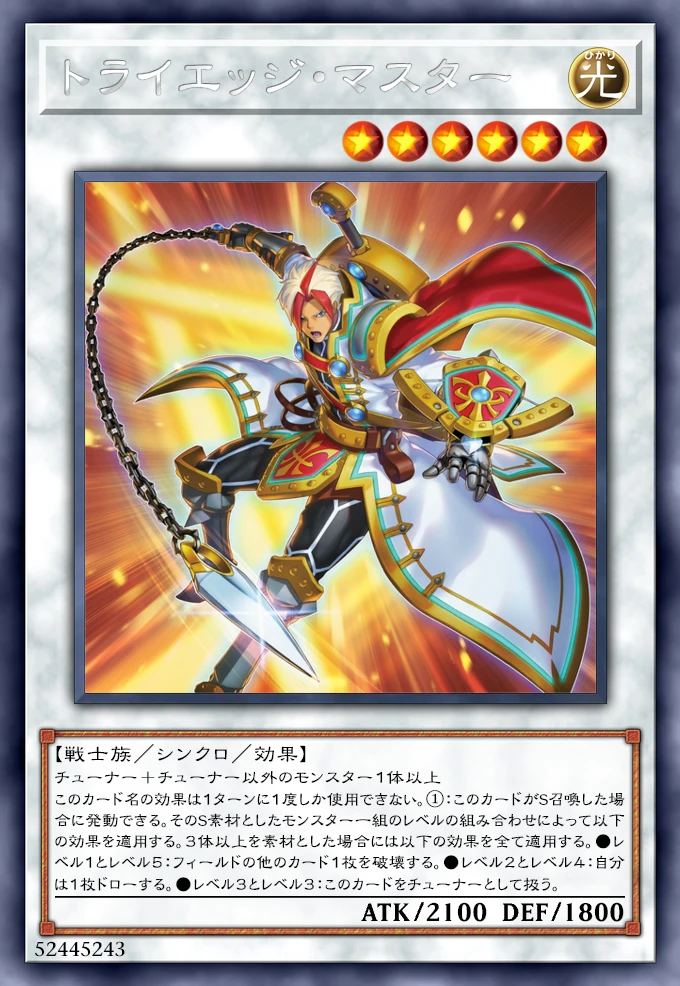 トライエッジ・マスター
ひかり
光
【戦士族／シンクロ／効果】
チューナー＋チューナー以外のモンスター１体以上
このカード名の効果は１ターンに１度しか使用できない。①：このカードがS召喚した場
合に発動できる。そのS素材としたモンスター一組のレベルの組み合わせによって以下
の効果を適用する。３体以上を素材とした場合には以下の効果を全て適用する。●レ
ベル１とレベル５：フィールドの他のカード１枚を破壊する。●レベル２とレベル４：自分
は１枚ドローする。●レベル３とレベル３：このカードをチューナーとして扱う。
ATK/2100 DEF/1800
52445243